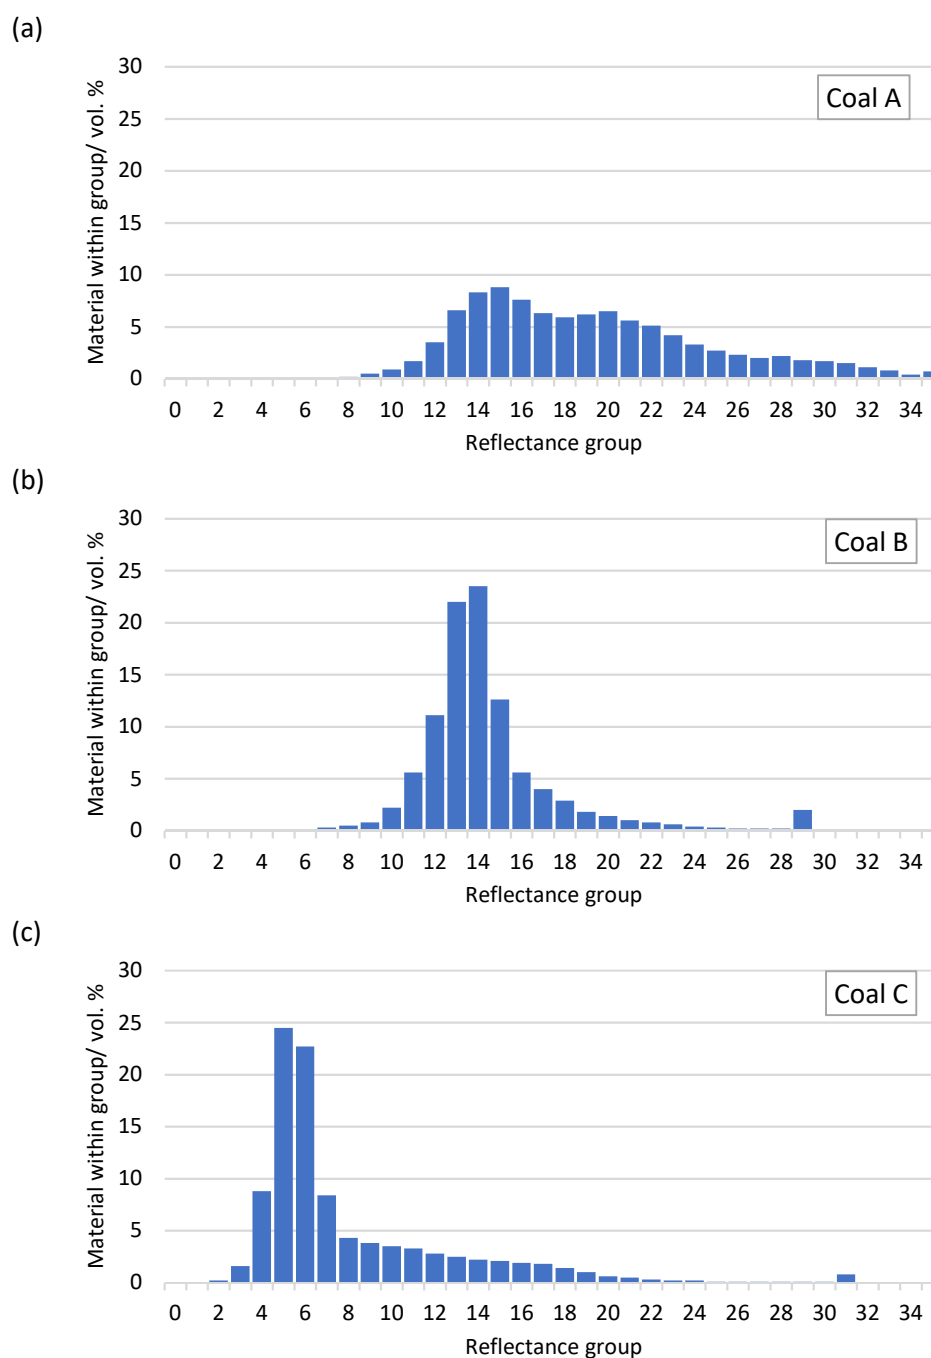 (a)
30
Coal A
25
20
15
10
5
0
Material within group/ vol. %
0 2 4 6 8 10 12 14 16 18 20 22 24 26 28 30 32 34
Reflectance group
(b)
30
Coal B
25
20
15
10
5
0
Material within group/ vol. %
0 2 4 6 8 10 12 14 16 18 20 22 24 26 28 30 32 34
Reflectance group
(c)
30
Coal C
25
20
15
10
5
0
Material within group/ vol. %
0 2 4 6 8 10 12 14 16 18 20 22 24 26 28 30 32 34
Reflectance group